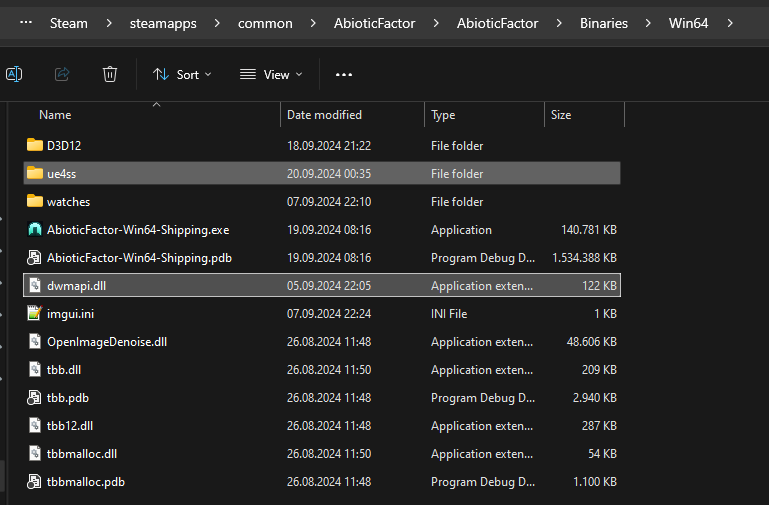 ... Steam > steamapps > common > AbioticFactor > AbioticFactor > Binaries > Win64 >
Sort View ...
Name Date modified Type Size
D3D12 18.09.2024 21:22 File folder
ue4ss 20.09.2024 00:35 File folder
watches 07.09.2024 22:10 File folder
AbioticFactor-Win64-Shipping.exe 19.09.2024 08:16 Application 140.781 KB
AbioticFactor-Win64-Shipping.pdb 19.09.2024 08:16 Program Debug D... 1.534.388 KB
dwmapi.dll 05.09.2024 22:05 Application exten... 122 KB
imgui.ini 07.09.2024 22:24 INI File 1 KB
OpenImageDenoise.dll 26.08.2024 11:48 Application exten... 48.606 KB
tbb.dll 26.08.2024 11:50 Application exten... 209 KB
tbb.pdb 26.08.2024 11:48 Program Debug D... 2.940 KB
tbb12.dll 26.08.2024 11:48 Application exten... 287 KB
tbbmalloc.dll 26.08.2024 11:50 Application exten... 54 KB
tbbmalloc.pdb 26.08.2024 11:48 Program Debug D... 1.100 KB